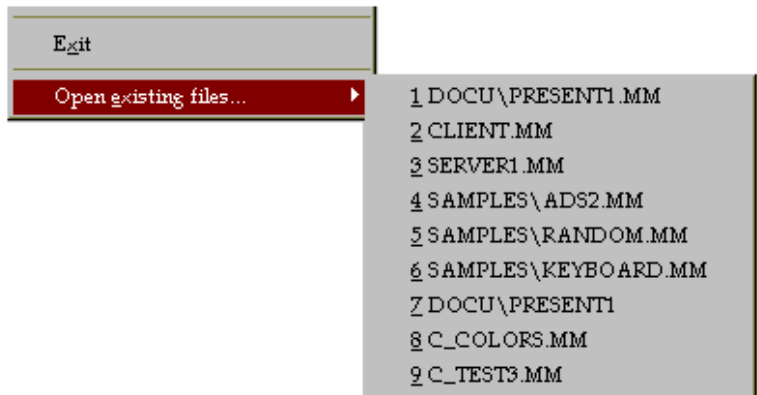 Exit
Open existing files...
1 DOCU\PRESENT1.MM
2 CLIENT.MM
3 SERVER1.MM
4 SAMPLES\ADS2.MM
5 SAMPLES\RANDOM.MM
6 SAMPLES\KEYBOARD.MM
7 DOCU\PRESENT1
8 C_COLORS.MM
9 C_TEST3.MM